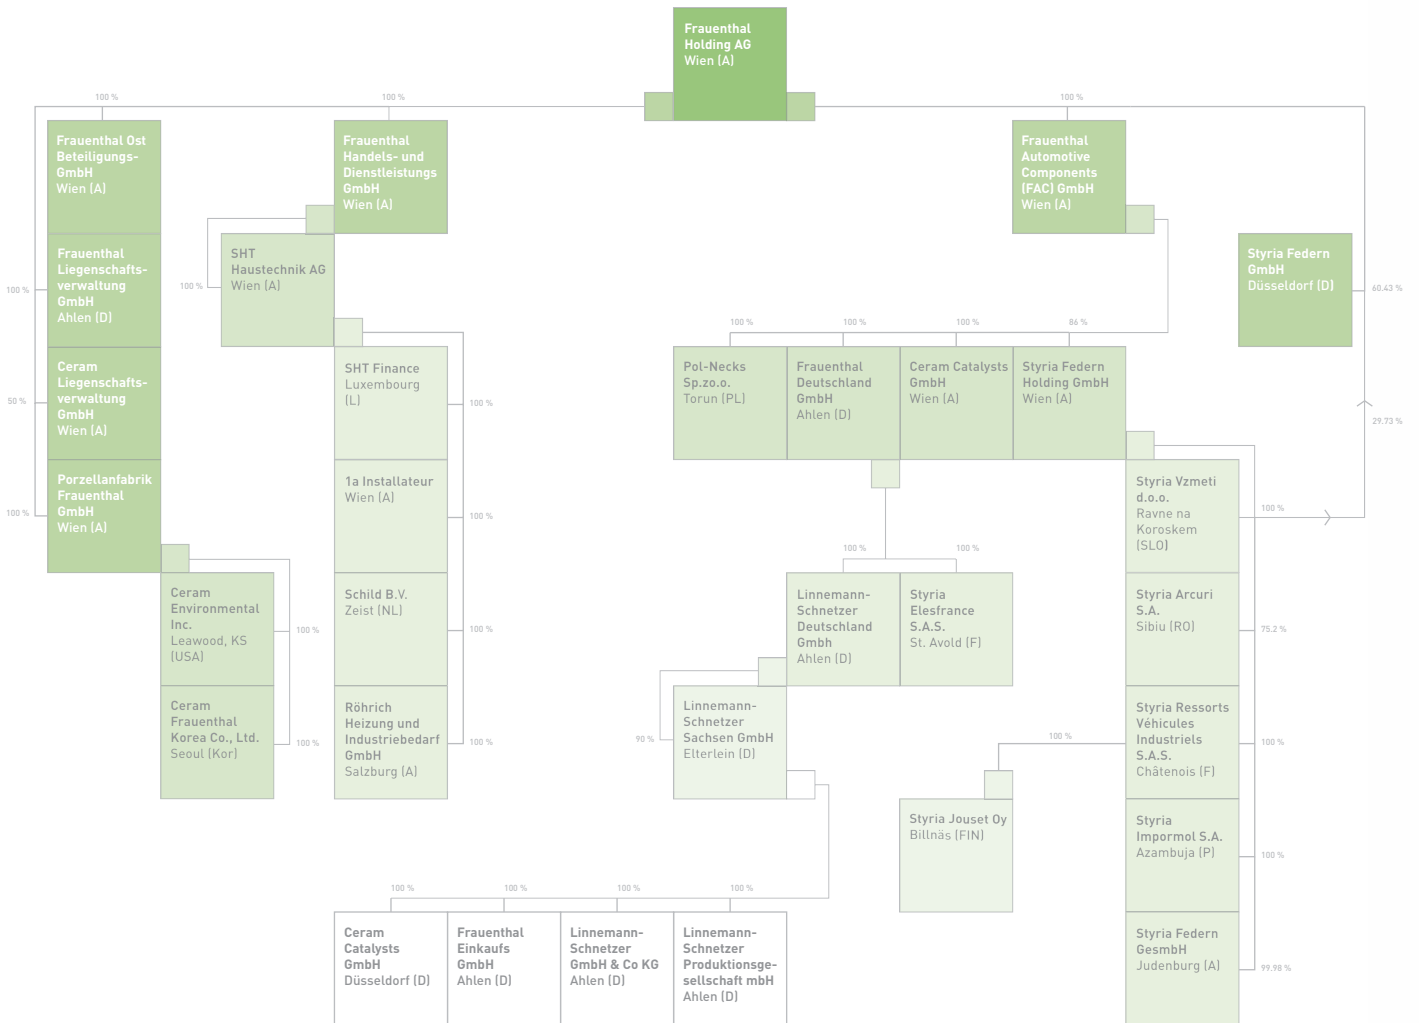 Frauenthal
Holding AG
Wien (A)
100 %
100 %
100 %
Frauenthal Ost
Beteiligungs-
GmbH
Wien (A)
Frauenthal
Handels- und
Dienstleistungs
GmbH
Wien (A)
Frauenthal
Automotive
Components
(FAC) GmbH
Wien (A)
Frauenthal
Liegenschafts-
verwaltung
GmbH
Ahlen (D)
100 %
SHT
Haustechnik AG
Wien (A)
100 %
Styria Federn
GmbH
Düsseldorf (D)
60.43 %
29.73 %
100 %
100 %
100 %
86 %
Ceram
Liegenschafts-
verwaltung
GmbH
Wien (A)
50 %
SHT Finance
Luxembourg
(L)
100 %
Pol-Necks
Sp.zo.o.
Torun (PL)
Frauenthal
Deutschland
GmbH
Ahlen (D)
Ceram Catalysts
GmbH
Wien (A)
Styria Federn
Holding GmbH
Wien (A)
Porzellanfabrik
Frauenthal
GmbH
Wien (A)
100 %
1a Installateur
Wien (A)
100 %
Styria Vzmeti
d.o.o.
Ravne na
Koroskem
(SLO)
100 %
100 %
100 %
Ceram
Environmental
Inc.
Leawood, KS
(USA)
100 %
Schild B.V.
Zeist (NL)
100 %
Linnemann-
Schnetzer
Deutschland
Gmbh
Ahlen (D)
Styria
Elesfrance
S.A.S.
St. Avold (F)
Styria Arcuri
S.A.
Sibiu (RO)
75.2 %
Ceram
Frauenthal
Korea Co., Ltd.
Seoul (Kor)
100 %
Röhrich
Heizung und
Industriebedarf
GmbH
Salzburg (A)
100 %
90 %
Linnemann-
Schnetzer
Sachsen GmbH
Elterlein (D)
100 %
Styria Ressorts
Véhicules
Industriels
S.A.S.
Châtenois (F)
100 %
Styria Jouset Oy
Billnäs (FIN)
Styria
Impormol S.A.
Azambuja (P)
100 %
100 %
100 %
100 %
100 %
Ceram
Catalysts
GmbH
Düsseldorf (D)
Frauenthal
Einkaufs
GmbH
Ahlen (D)
Linnemann-
Schnetzer
GmbH & Co KG
Ahlen (D)
Linnemann-
Schnetzer
Produktionsge-
sellschaft mbH
Ahlen (D)
Styria Federn
GesmbH
Judenburg (A)
99.98 %